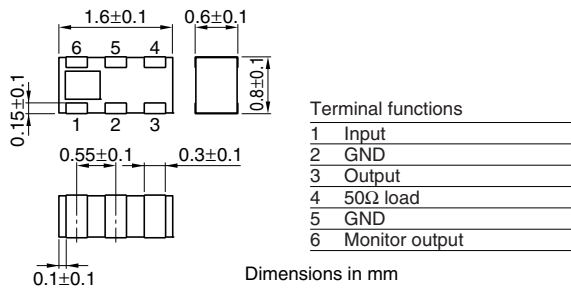 1.6±0.1
0.6±0.1
6 5 4
0.8±0.1
0.15±0.1
1 2 3
0.55±0.1
0.3±0.1
0.1±0.1
Terminal functions
1 Input
2 GND
3 Output
4 50Ω load
5 GND
6 Monitor output
Dimensions in mm